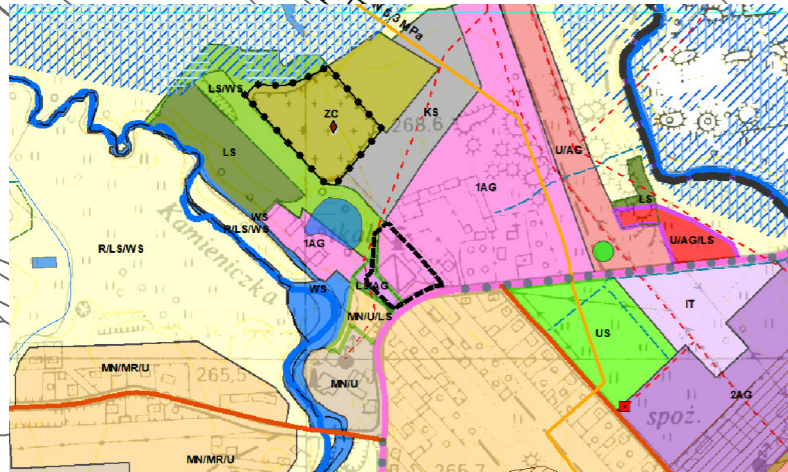 6,3 MPa
LS/WS
ZC
268.6
KS
LS
U/AG
1AG
LS
WS
R/LS/WS
Kamieniczka
R/LS/WS
1AG
U/AG/LS
WS
LS/AG
MN/U/LS
IT
US
MN/MR/U
265,5
MN/U
2AG
spoż.
MN/MR/U
265,7